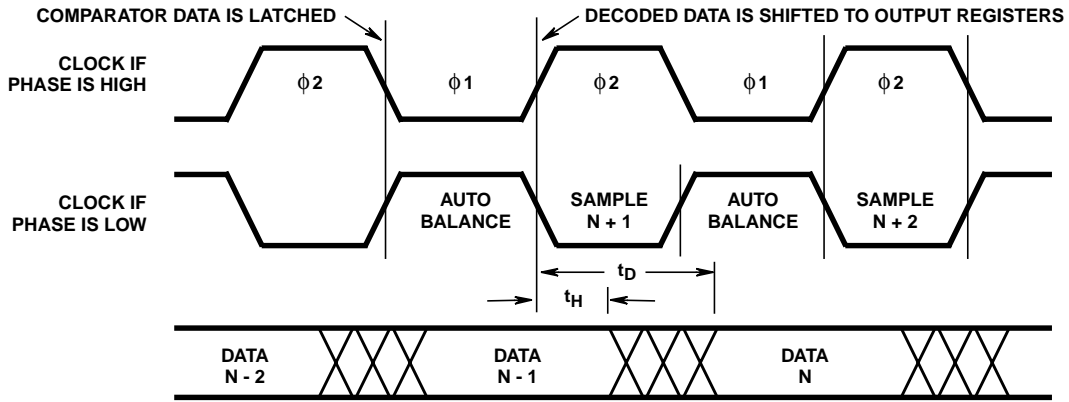 COMPARATOR DATA IS LATCHED
DECODED DATA IS SHIFTED TO OUTPUT REGISTERS
CLOCK IF
PHASE IS HIGH
ϕ2
ϕ1
ϕ2
ϕ1
ϕ2
CLOCK IF
PHASE IS LOW
AUTO
BALANCE
SAMPLE
N + 1
AUTO
BALANCE
SAMPLE
N + 2
tD
tH
DATA
N - 2
DATA
N - 1
DATA
N